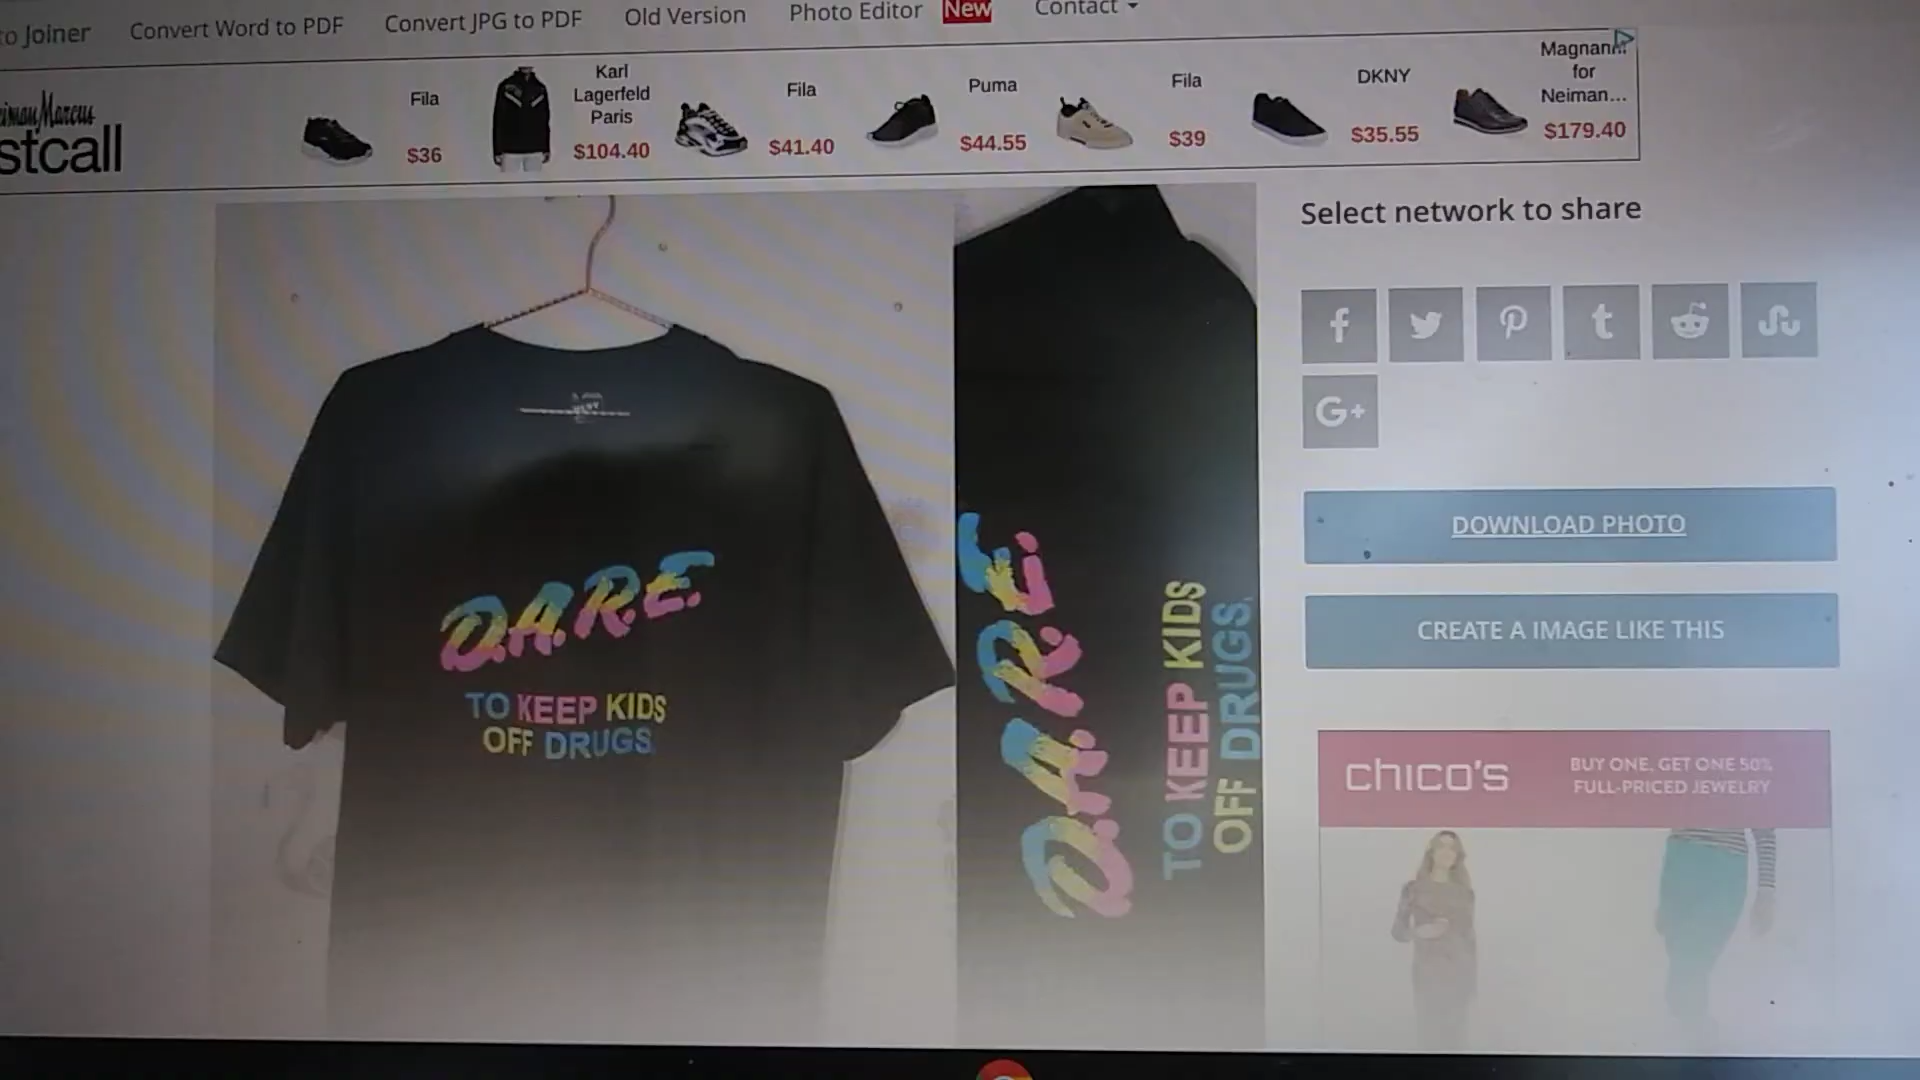 to Joiner
Convert Word to PDF
Convert JPG to PDF
Old Version
Photo Editor
New
Contact
Neiman Marcus
stcall
Fila
$36
Karl
Lagerfeld
Paris
$104.40
Fila
$41.40
Puma
$44.55
Fila
$39
DKNY
$35.55
Magnan...
for
Neiman...
$179.40
D.A.R.E.
TO KEEP KIDS
OFF DRUGS.
D.A.R.E.
TO KEEP KIDS
OFF DRUGS.
Select network to share
G+
DOWNLOAD PHOTO
CREATE A IMAGE LIKE THIS
chico's
BUY ONE, GET ONE 50%
FULL-PRICED JEWELRY